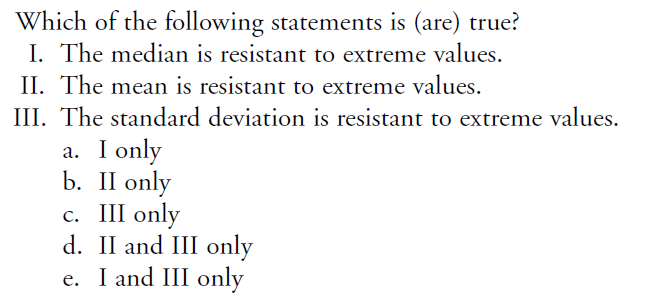 Which of the following statements is (are) true?
I. The median is resistant to extreme values.
II. The mean is resistant to extreme values.
III. The standard deviation is resistant to extreme values.
a. I only
b. II only
c. III only
d. II and III only
e. I and III only